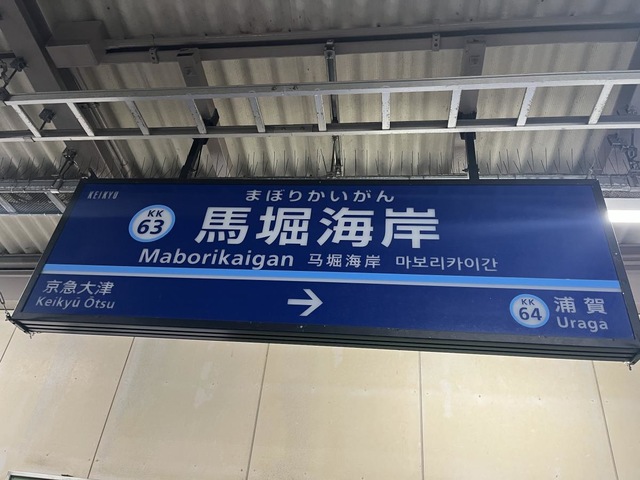 KEIKYU
まぼりかいがん
KK
63
馬堀海岸
Maborikaigan 马堀海岸 마보리카이간
京急大津
Keikyū Ōtsu
→
KK
64
浦賀
Uraga